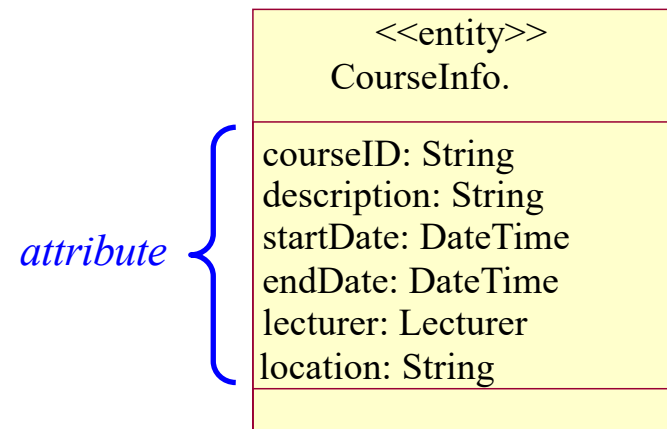 <<entity>>
CourseInfo.
courseID: String
description: String
startDate: DateTime
attribute
endDate: DateTime
lecturer: Lecturer
location: String